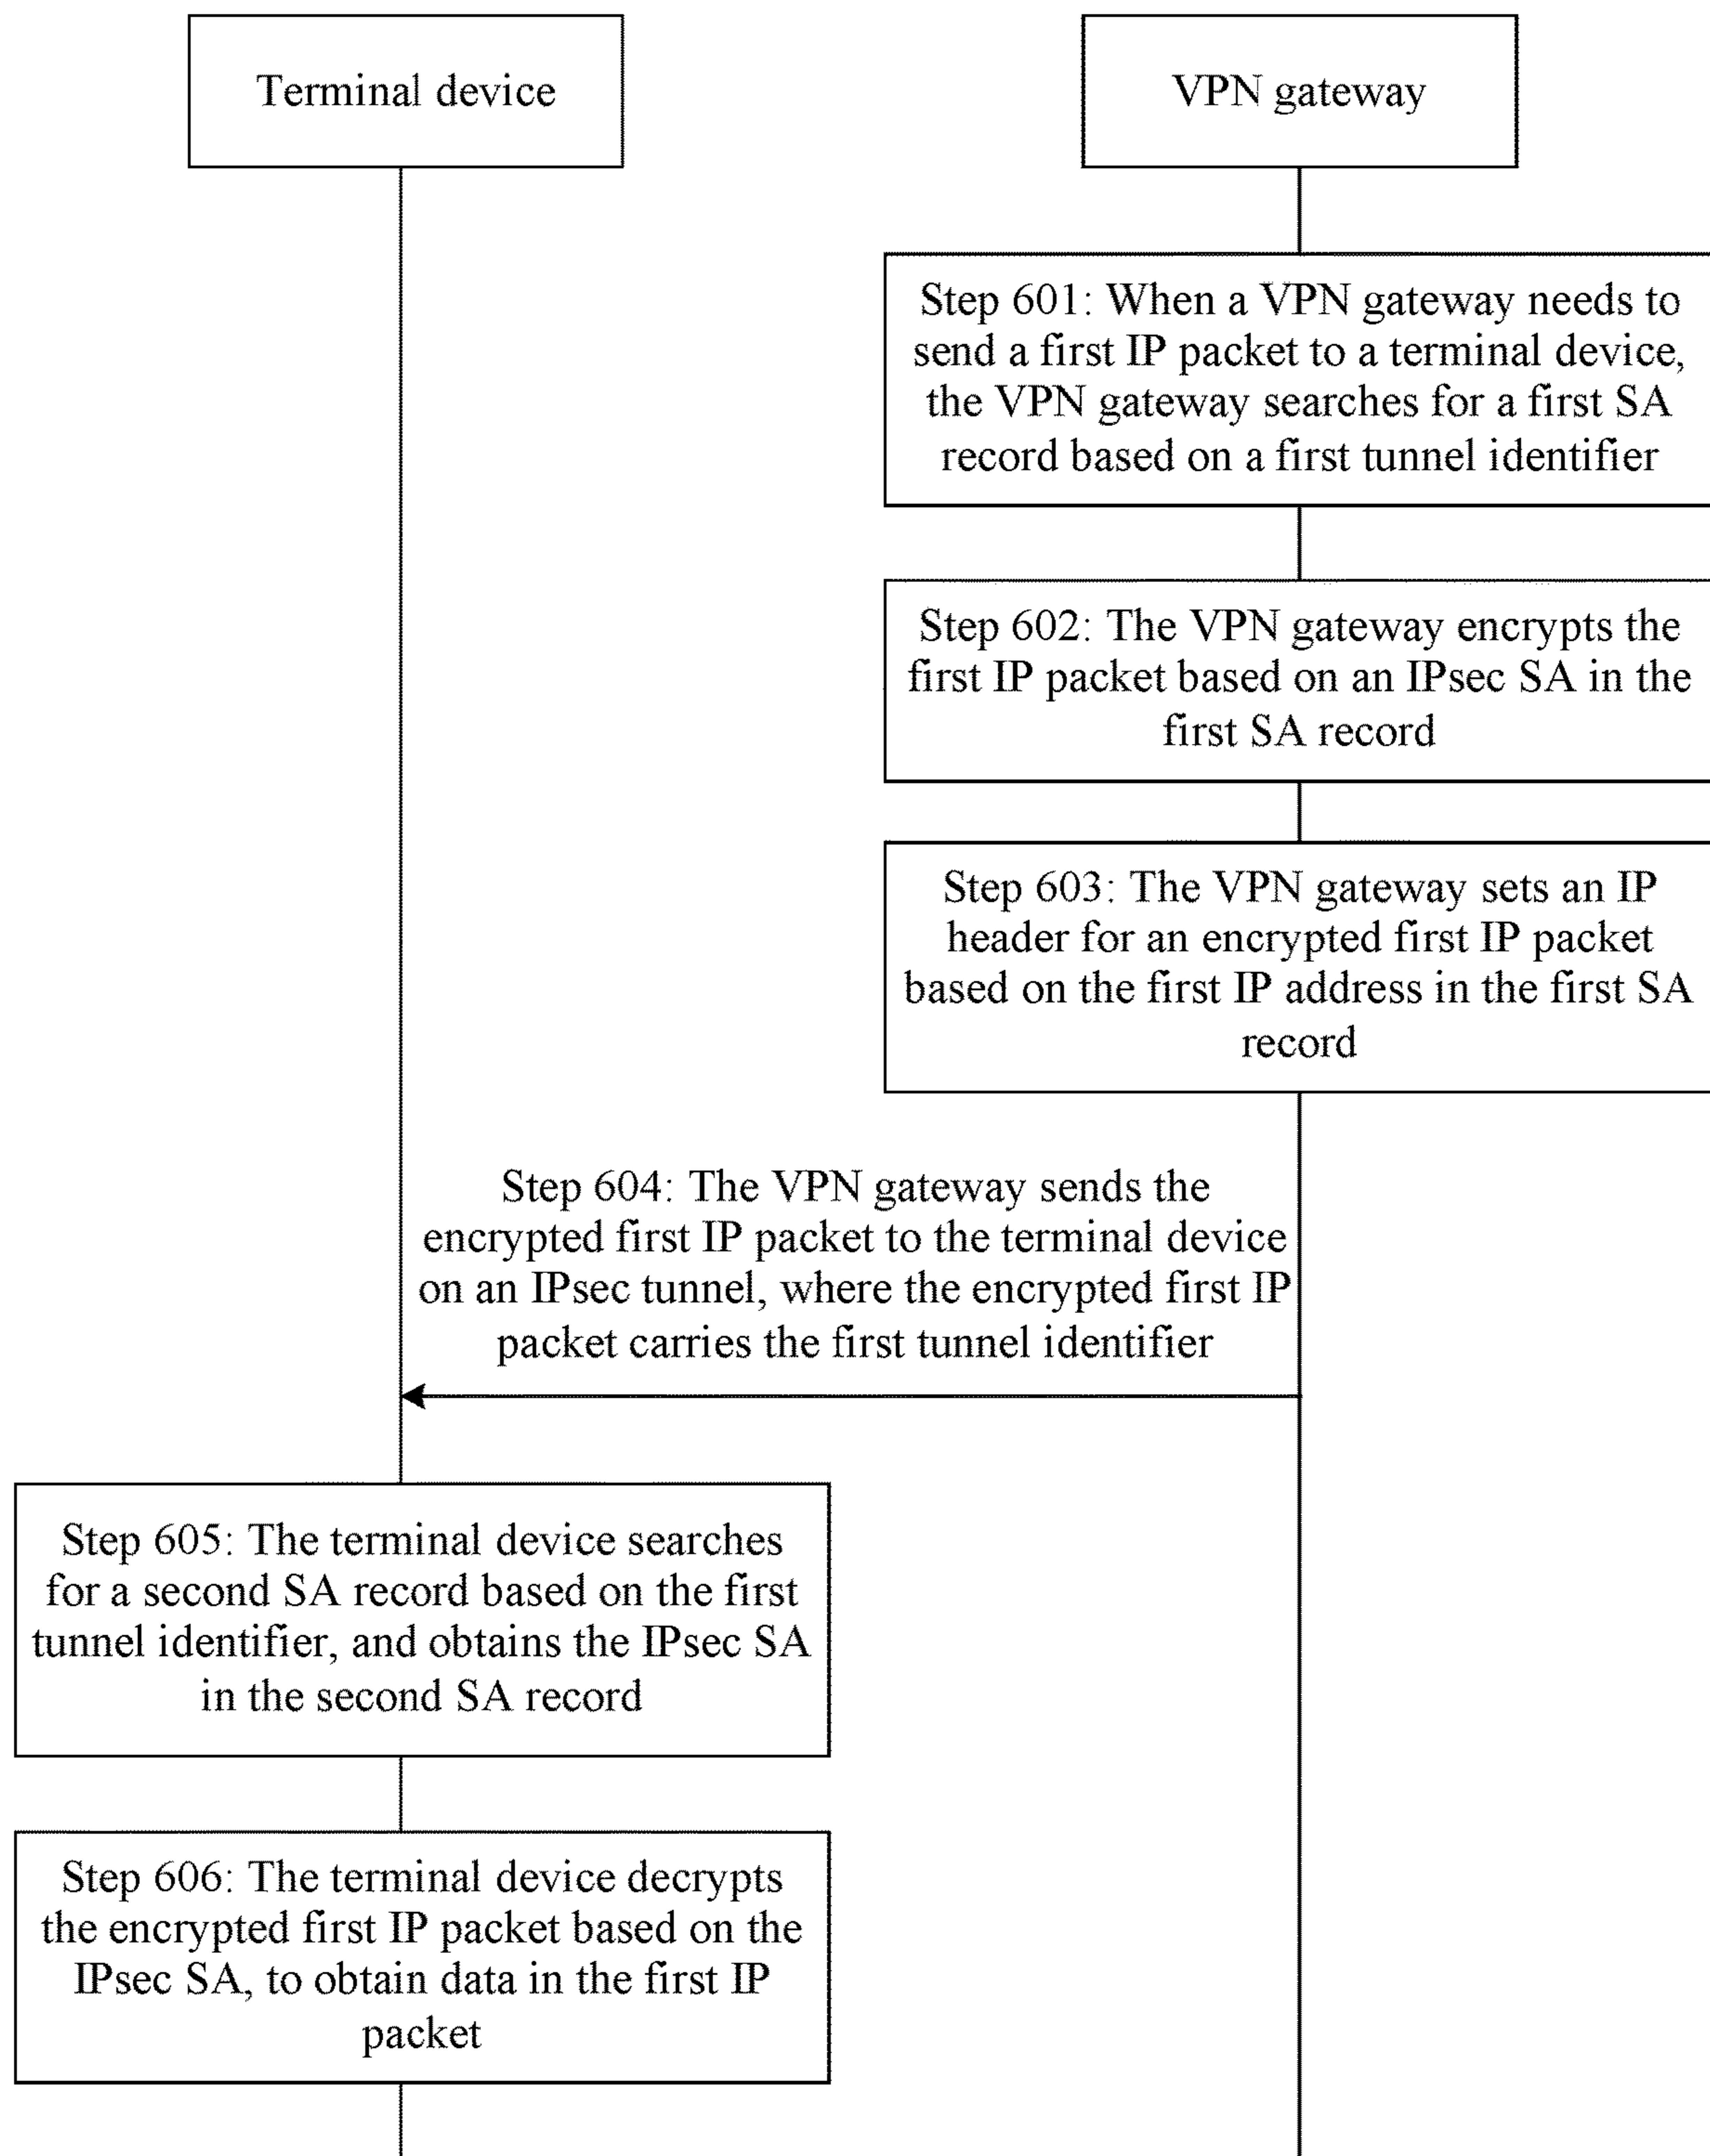 Terminal device
VPN gateway
Step 601: When a VPN gateway needs to
send a first IP packet to a terminal device,
the VPN gateway searches for a first SA
record based on a first tunnel identifier
Step 602: The VPN gateway encrypts the
first IP packet based on an IPsec SA in the
first SA record
Step 603: The VPN gateway sets an IP
header for an encrypted first IP packet
based on the first IP address in the first SA
record
Step 604: The VPN gateway sends the
encrypted first IP packet to the terminal device
on an IPsec tunnel, where the encrypted first IP
packet carries the first tunnel identifier
Step 605: The terminal device searches
for a second SA record based on the first
tunnel identifier, and obtains the IPsec SA
in the second SA record
Step 606: The terminal device decrypts
the encrypted first IP packet based on the
IPsec SA, to obtain data in the first IP
packet